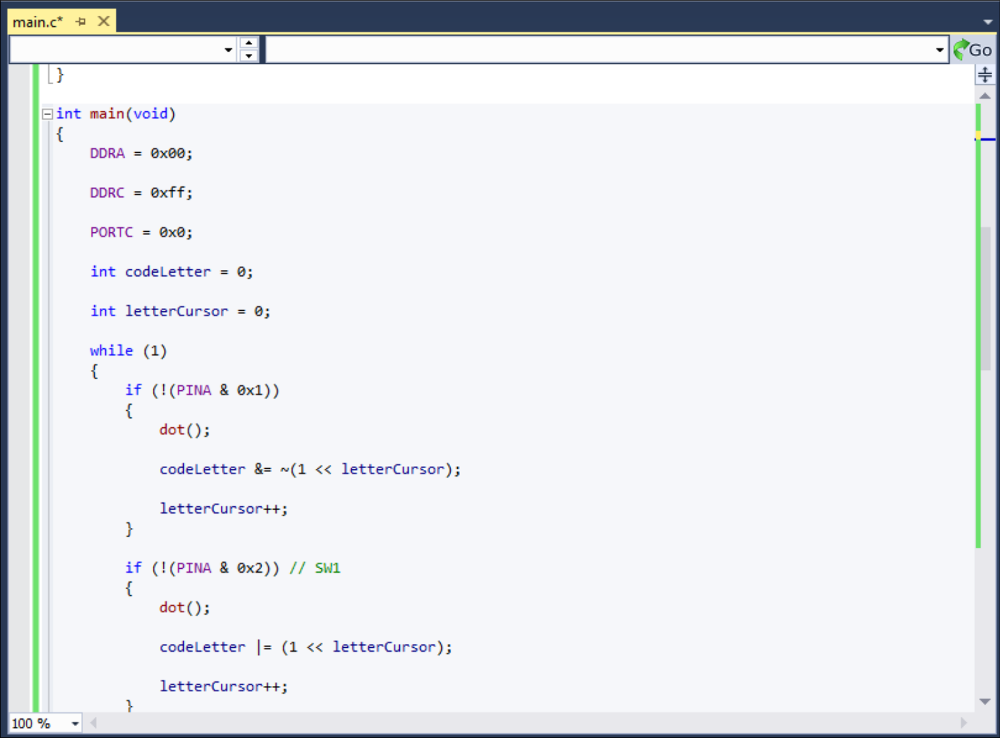 main.c*
Go
}
int main(void)
{
DDRA = 0x00;
DDRC = 0xff;
PORTC = 0x0;
int codeLetter = 0;
int letterCursor = 0;
while (1)
{
if (!(PINA & 0x1))
{
dot();
codeLetter &= ~(1 << letterCursor);
letterCursor++;
}
if (!(PINA & 0x2)) // SW1
{
dot();
codeLetter |= (1 << letterCursor);
letterCursor++;
}
100 %